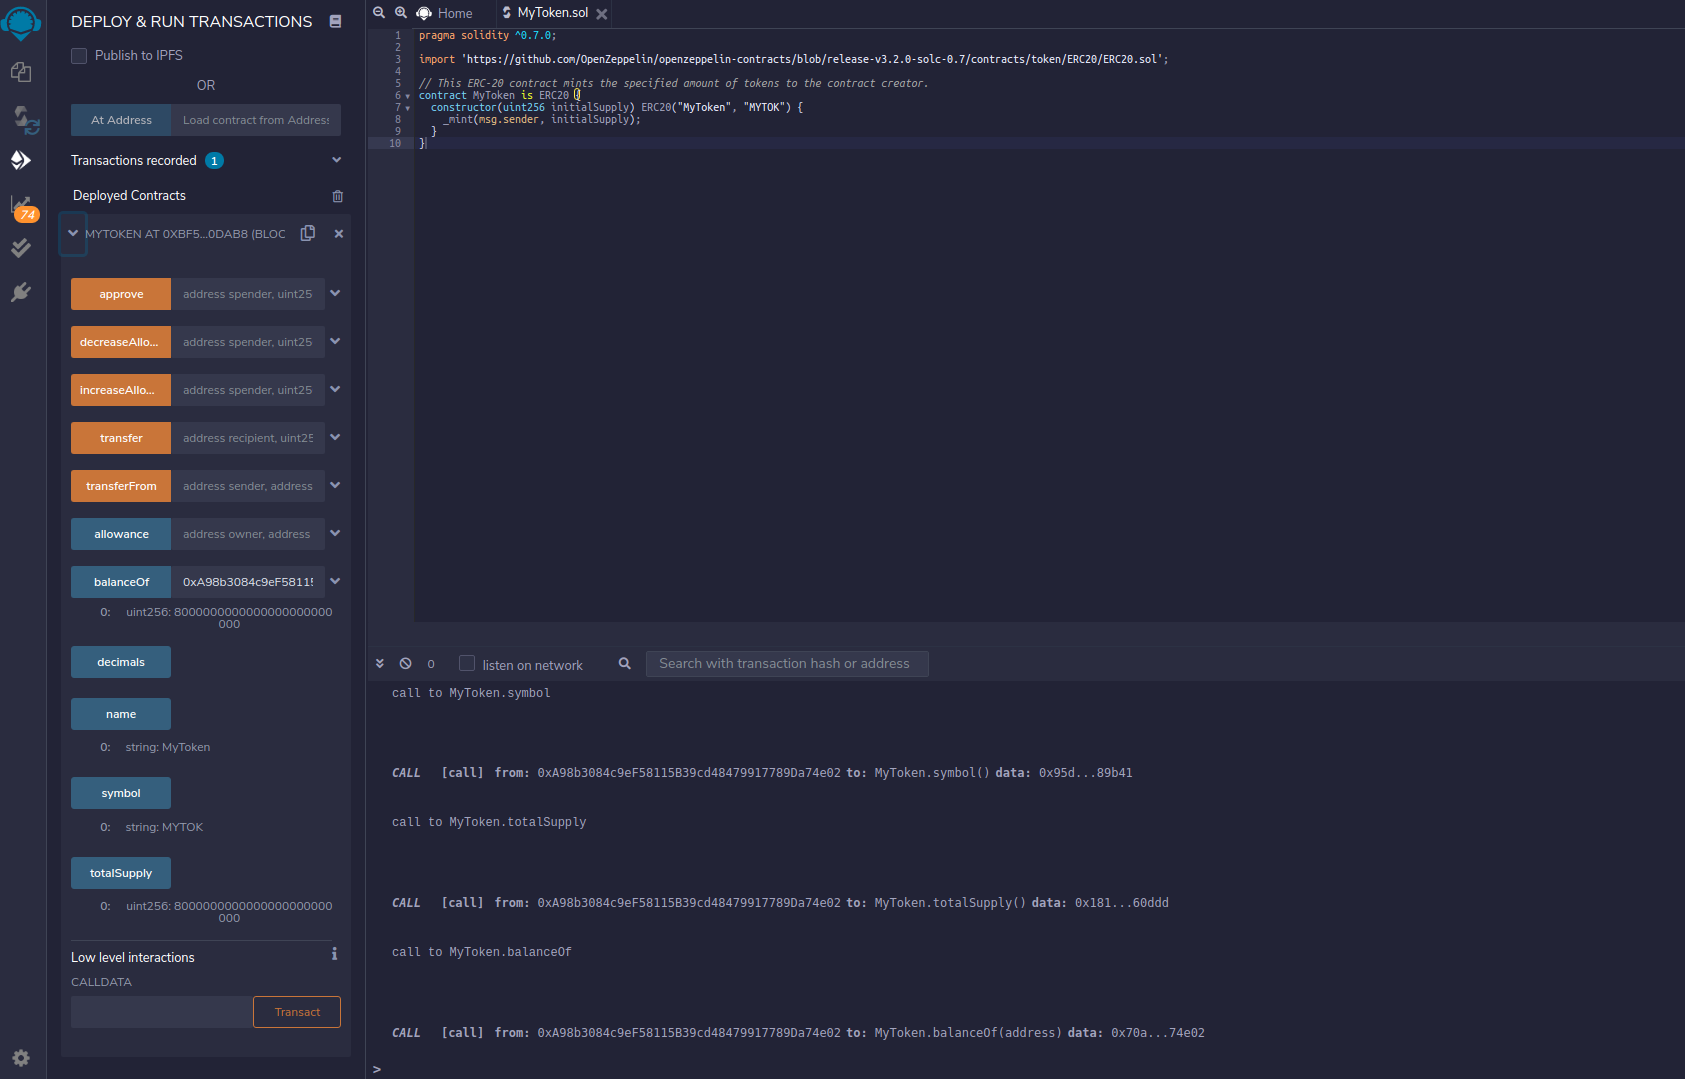 DEPLOY & RUN TRANSACTIONS
Publish to IPFS
OR
At Address Load contract from Address
Transactions recorded 1
Deployed Contracts
74
MYTOKEN AT 0XBF5...0DAB8 (BLOC
approve address spender, uint25
decreaseAllo... address spender, uint25
increaseAllo... address spender, uint25
transfer address recipient, uint25
transferFrom address sender, address
allowance address owner, address
balanceOf 0xA98b3084c9eF5811
0: uint256: 8000000000000000000000
000
decimals
name
0: string: MyToken
symbol
0: string: MYTOK
totalSupply
0: uint256: 8000000000000000000000
000
Low level interactions
CALLDATA
Transact
Home MyToken.sol
1 pragma solidity ^0.7.0;
2
3 import 'https://github.com/OpenZeppelin/openzeppelin-contracts/blob/release-v3.2.0-solc-0.7/contracts/token/ERC20/ERC20.sol';
4
5 // This ERC-20 contract mints the specified amount of tokens to the contract creator.
6 contract MyToken is ERC20 {
7 constructor(uint256 initialSupply) ERC20("MyToken", "MYTOK") {
8 _mint(msg.sender, initialSupply);
9 }
10 }
0 listen on network Search with transaction hash or address
call to MyToken.symbol
CALL [call] from: 0xA98b3084c9eF58115B39cd48479917789Da74e02 to: MyToken.symbol() data: 0x95d...89b41
call to MyToken.totalSupply
CALL [call] from: 0xA98b3084c9eF58115B39cd48479917789Da74e02 to: MyToken.totalSupply() data: 0x181...60ddd
call to MyToken.balanceOf
CALL [call] from: 0xA98b3084c9eF58115B39cd48479917789Da74e02 to: MyToken.balanceOf(address) data: 0x70a...74e02
>